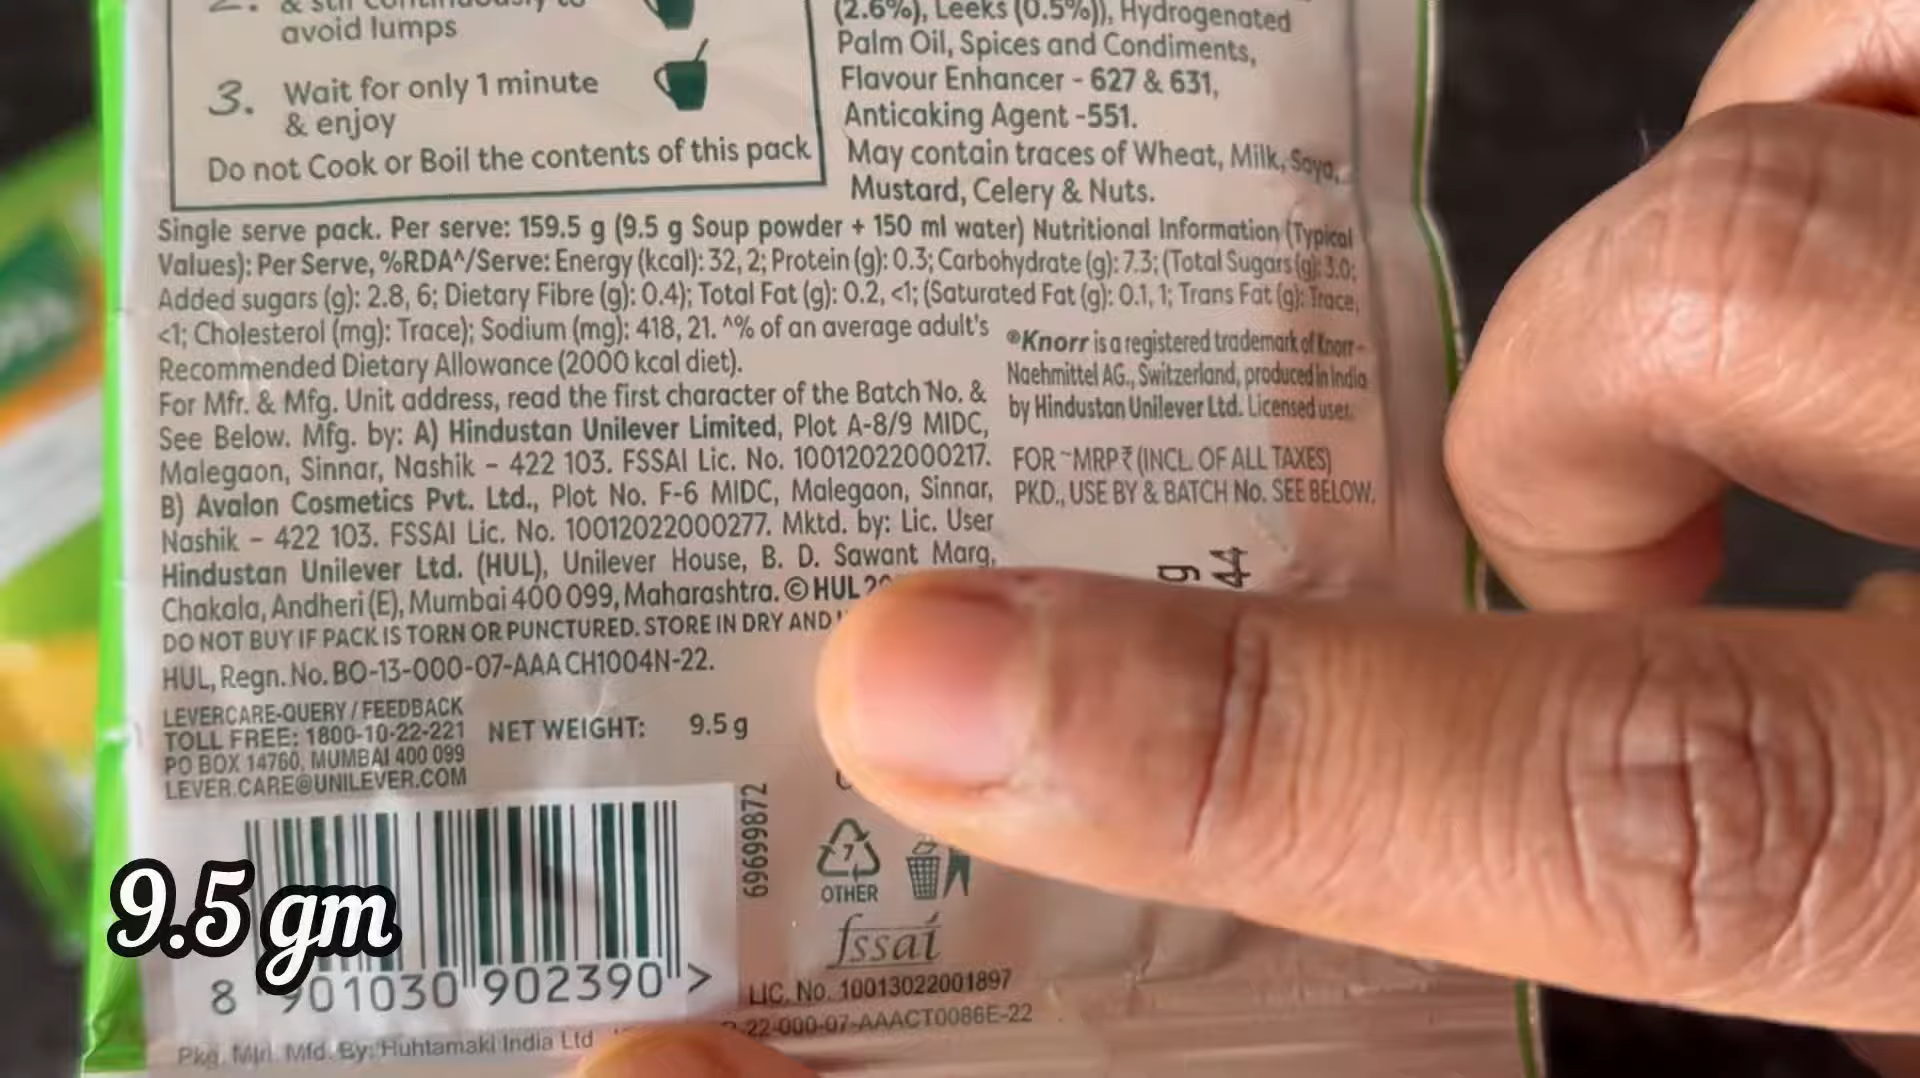 2. & stir continuously to
avoid lumps
3. Wait for only 1 minute
& enjoy
Do not Cook or Boil the contents of this pack
(2.6%), Leeks (0.5%)), Hydrogenated
Palm Oil, Spices and Condiments,
Flavour Enhancer - 627 & 631,
Anticaking Agent -551.
May contain traces of Wheat, Milk, Soya,
Mustard, Celery & Nuts.
Single serve pack. Per serve: 159.5 g (9.5 g Soup powder + 150 ml water) Nutritional Information (Typical
Values): Per Serve, %RDA^/Serve: Energy (kcal): 32, 2; Protein (g): 0.3; Carbohydrate (g): 7.3; (Total Sugars (g): 3.0;
Added sugars (g): 2.8, 6; Dietary Fibre (g): 0.4); Total Fat (g): 0.2, <1; (Saturated Fat (g): 0.1, 1; Trans Fat (g): Trace,
<1; Cholesterol (mg): Trace); Sodium (mg): 418, 21. ^% of an average adult's
Recommended Dietary Allowance (2000 kcal diet).
For Mfr. & Mfg. Unit address, read the first character of the Batch No. &
See Below. Mfg. by: A) Hindustan Unilever Limited, Plot A-8/9 MIDC,
Malegaon, Sinnar, Nashik - 422 103. FSSAI Lic. No. 10012022000217.
B) Avalon Cosmetics Pvt. Ltd., Plot No. F-6 MIDC, Malegaon, Sinnar,
Nashik - 422 103. FSSAI Lic. No. 10012022000277. Mktd. by: Lic. User
Hindustan Unilever Ltd. (HUL), Unilever House, B. D. Sawant Marg,
Chakala, Andheri (E), Mumbai 400 099, Maharashtra. © HUL
DO NOT BUY IF PACK IS TORN OR PUNCTURED. STORE IN DRY AND
HUL, Regn. No. BO-13-000-07-AAACH1004N-22.
®Knorr is a registered trademark of Knorr-
Naehrmittel AG., Switzerland, produced in India
by Hindustan Unilever Ltd. Licensed user.
FOR ~MRP ₹ (INCL. OF ALL TAXES)
PKD., USE BY & BATCH No. SEE BELOW.
g
44
LEVERCARE-QUERY / FEEDBACK
TOLL FREE: 1800-10-22-221
PO BOX 14760, MUMBAI 400 099
LEVER.CARE@UNILEVER.COM
NET WEIGHT: 9.5 g
69699872
7
OTHER
fssai
LIC. No. 10013022001897
22-000-07-AAACT0086E-22
9.5 gm
8 901030 902390 >
Pkg. Mtrl. Mfd. By: Huhtamaki India Ltd